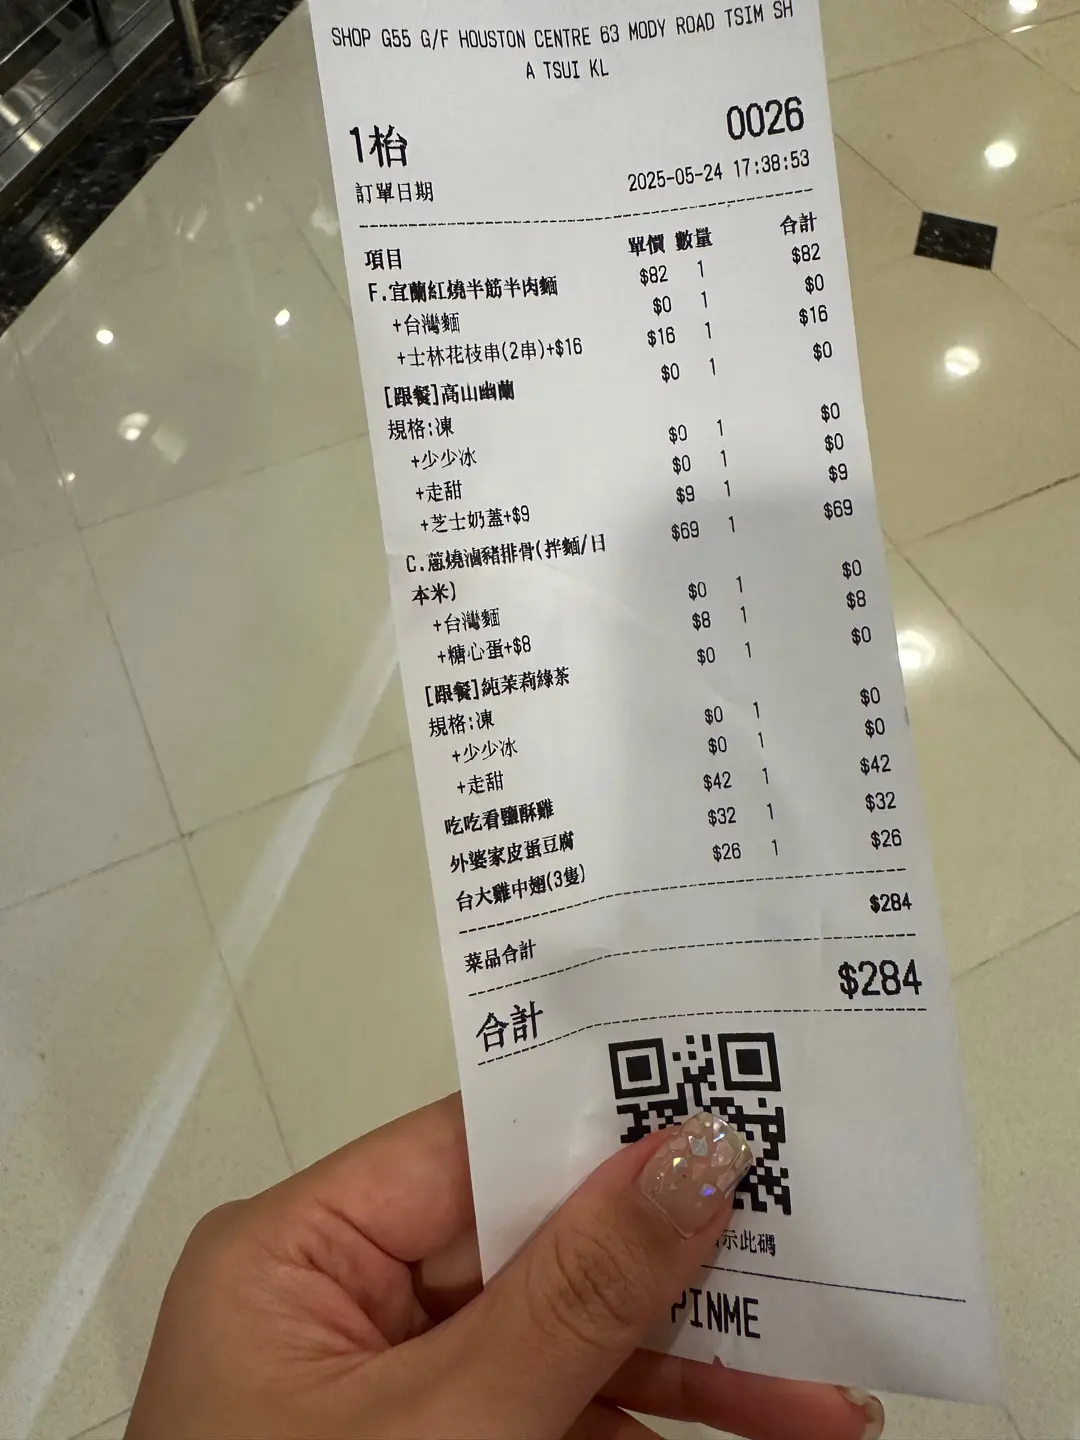 SHOP G55 G/F HOUSTON CENTRE 63 MODY ROAD TSIM SH
A TSUI KL
1枱 0026
訂單日期 2025-05-24 17:38:53
項目 單價 數量 合計
F.宜蘭紅燒半筋半肉麵 $82 1 $82
+台灣麵 $0 1 $0
+士林花枝串(2串)+$16 $16 1 $16
[跟餐]高山幽蘭 $0 1 $0
規格:凍
+少少冰 $0 1 $0
+走甜 $0 1 $0
+芝士奶蓋+$9 $9 1 $9
C.蔥燒滷豬排骨(拌麵/日 $69 1 $69
本米)
+台灣麵 $0 1 $0
+糖心蛋+$8 $8 1 $8
[跟餐]純茉莉綠茶 $0 1 $0
規格:凍
+少少冰 $0 1 $0
+走甜 $0 1 $0
吃吃看鹽酥雞 $42 1 $42
外婆家皮蛋豆腐 $32 1 $32
台大雞中翅(3隻) $26 1 $26
菜品合計 $284
合計 $284
示此碼
PINME